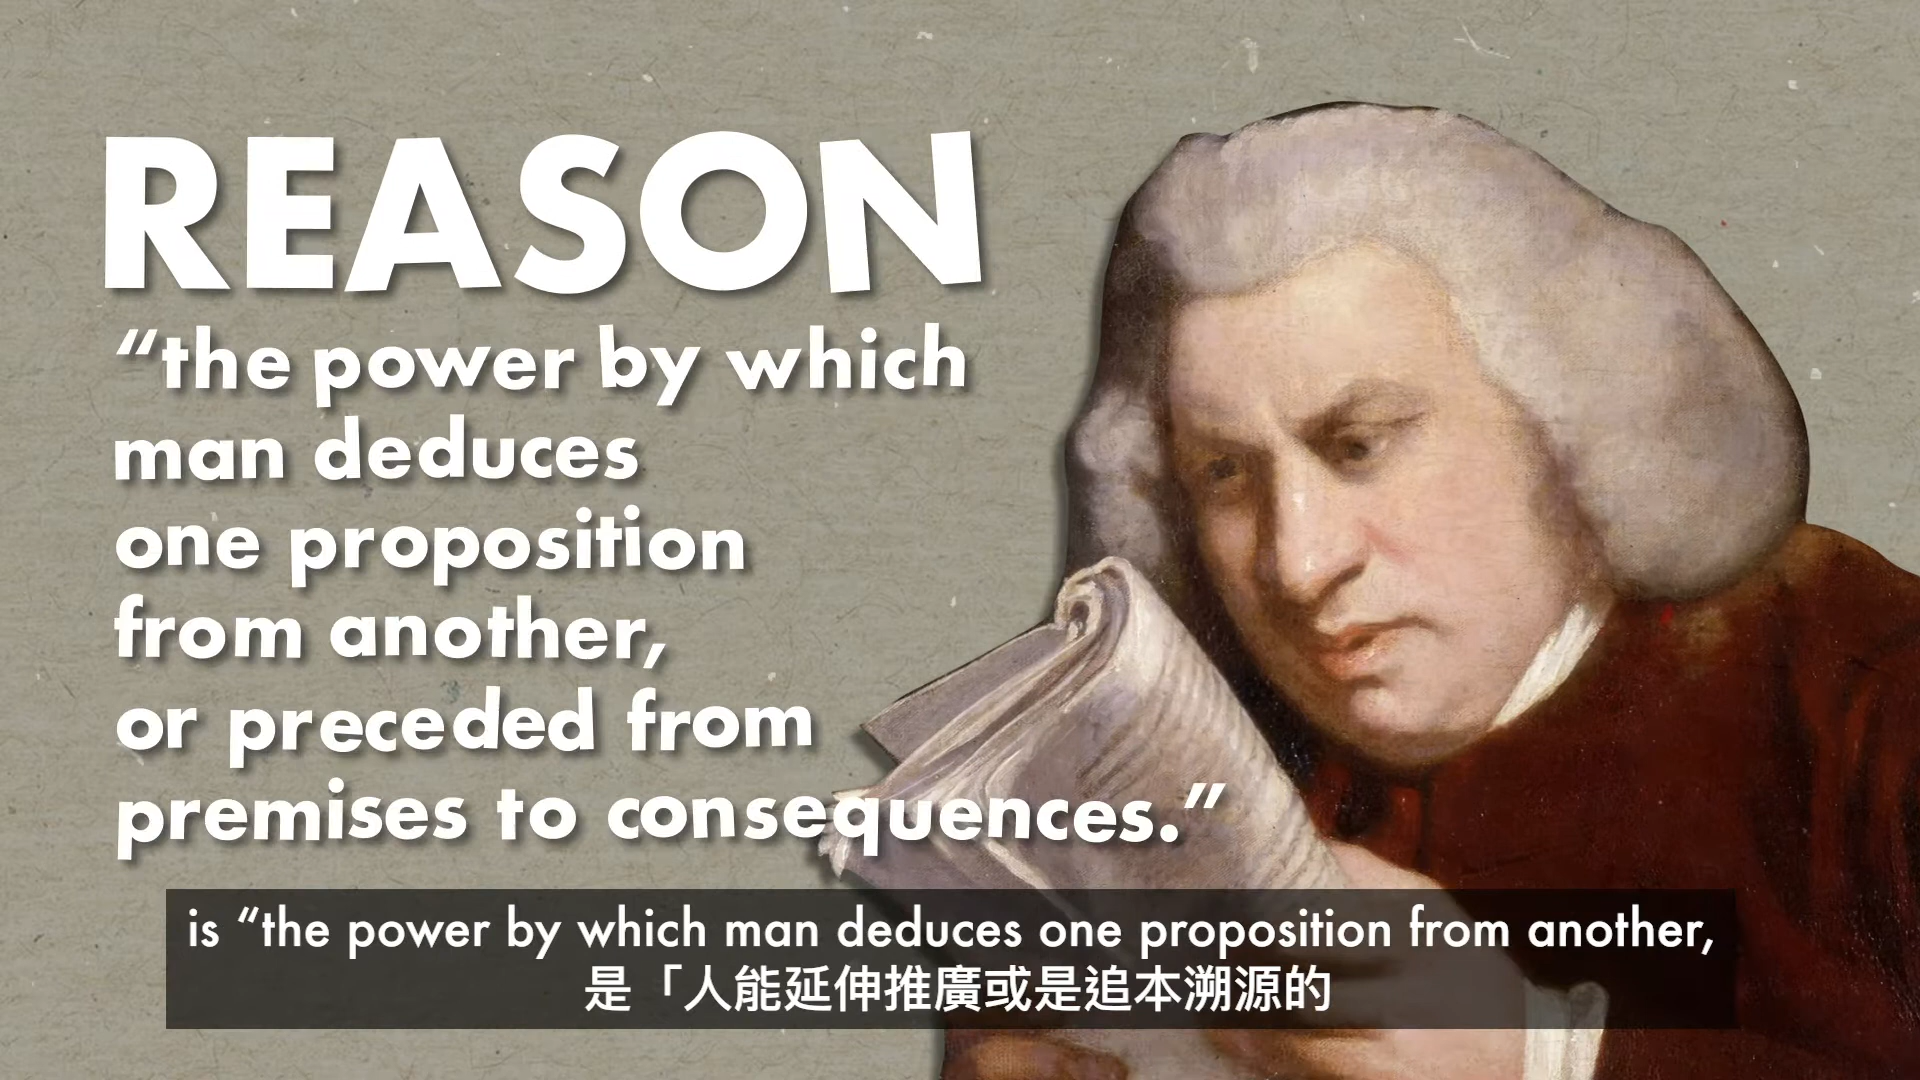 REASON
“the power by which
man deduces
one proposition
from another,
or preceded from
premises to consequences.”
is “the power by which man deduces one proposition from another,
是「人能延伸推廣或是追本溯源的